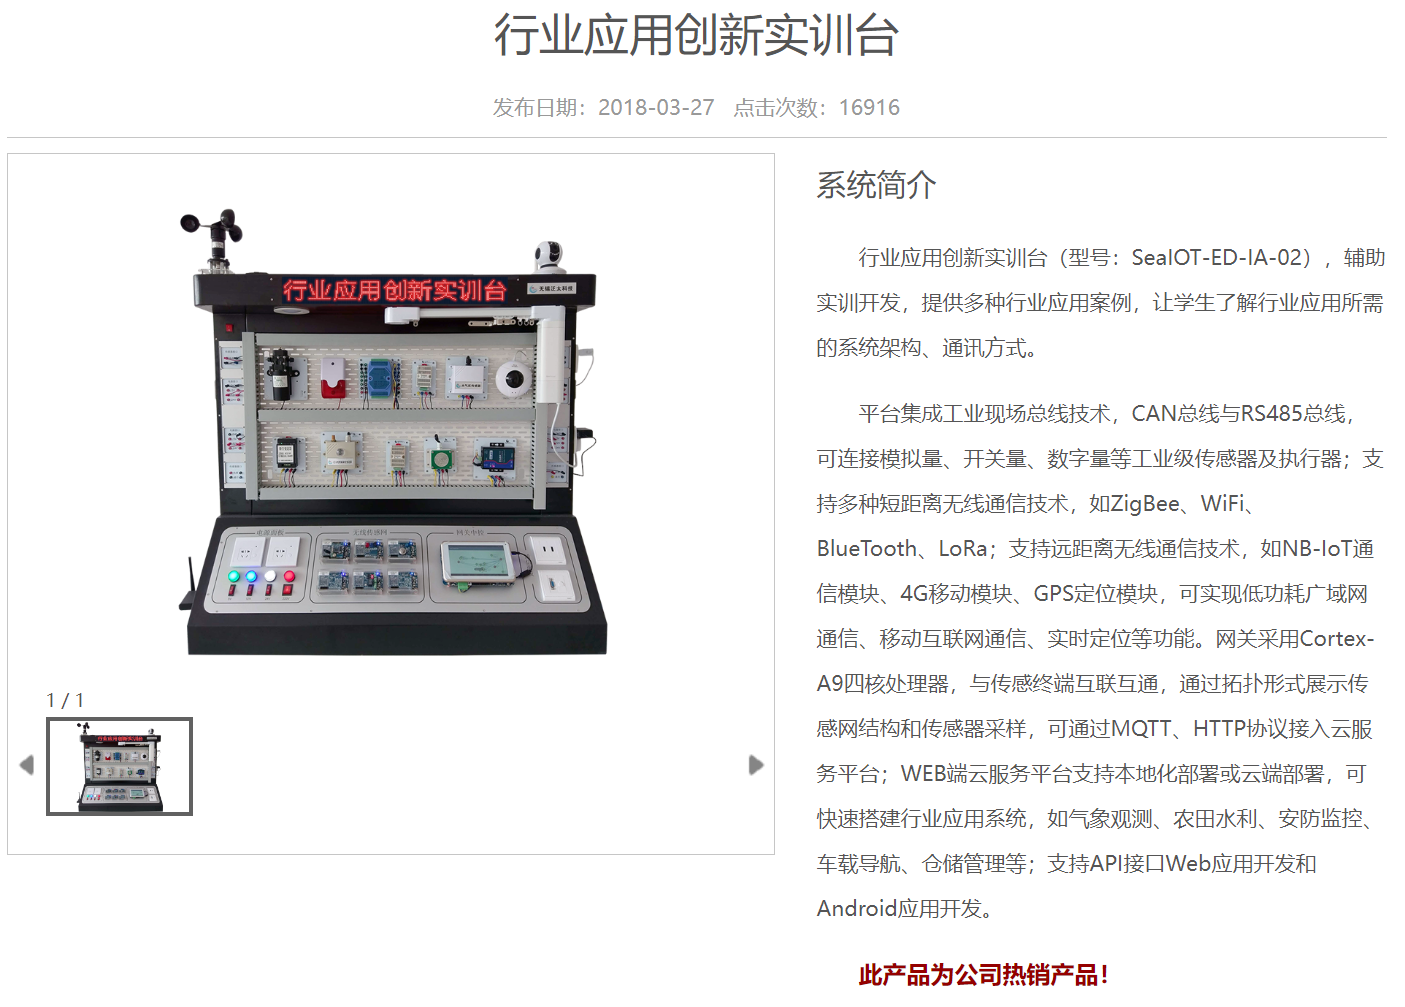 行业应用创新实训台
发布日期：2018-03-27 点击次数：16916
行业应用创新实训台
无锡泛太科技
电源面板
无线传感网
网关中控
1 / 1
系统简介
行业应用创新实训台（型号：SeaIOT-ED-IA-02），辅助
实训开发，提供多种行业应用案例，让学生了解行业应用所需
的系统架构、通讯方式。
平台集成工业现场总线技术，CAN总线与RS485总线，
可连接模拟量、开关量、数字量等工业级传感器及执行器；支
持多种短距离无线通信技术，如ZigBee、WiFi、
BlueTooth、LoRa；支持远距离无线通信技术，如NB-IoT通
信模块、4G移动模块、GPS定位模块，可实现低功耗广域网
通信、移动互联网通信、实时定位等功能。网关采用Cortex-
A9四核处理器，与传感终端互联互通，通过拓扑形式展示传
感网结构和传感器采样，可通过MQTT、HTTP协议接入云服
务平台；WEB端云服务平台支持本地化部署或云端部署，可
快速搭建行业应用系统，如气象观测、农田水利、安防监控、
车载导航、仓储管理等；支持API接口Web应用开发和
Android应用开发。
此产品为公司热销产品！